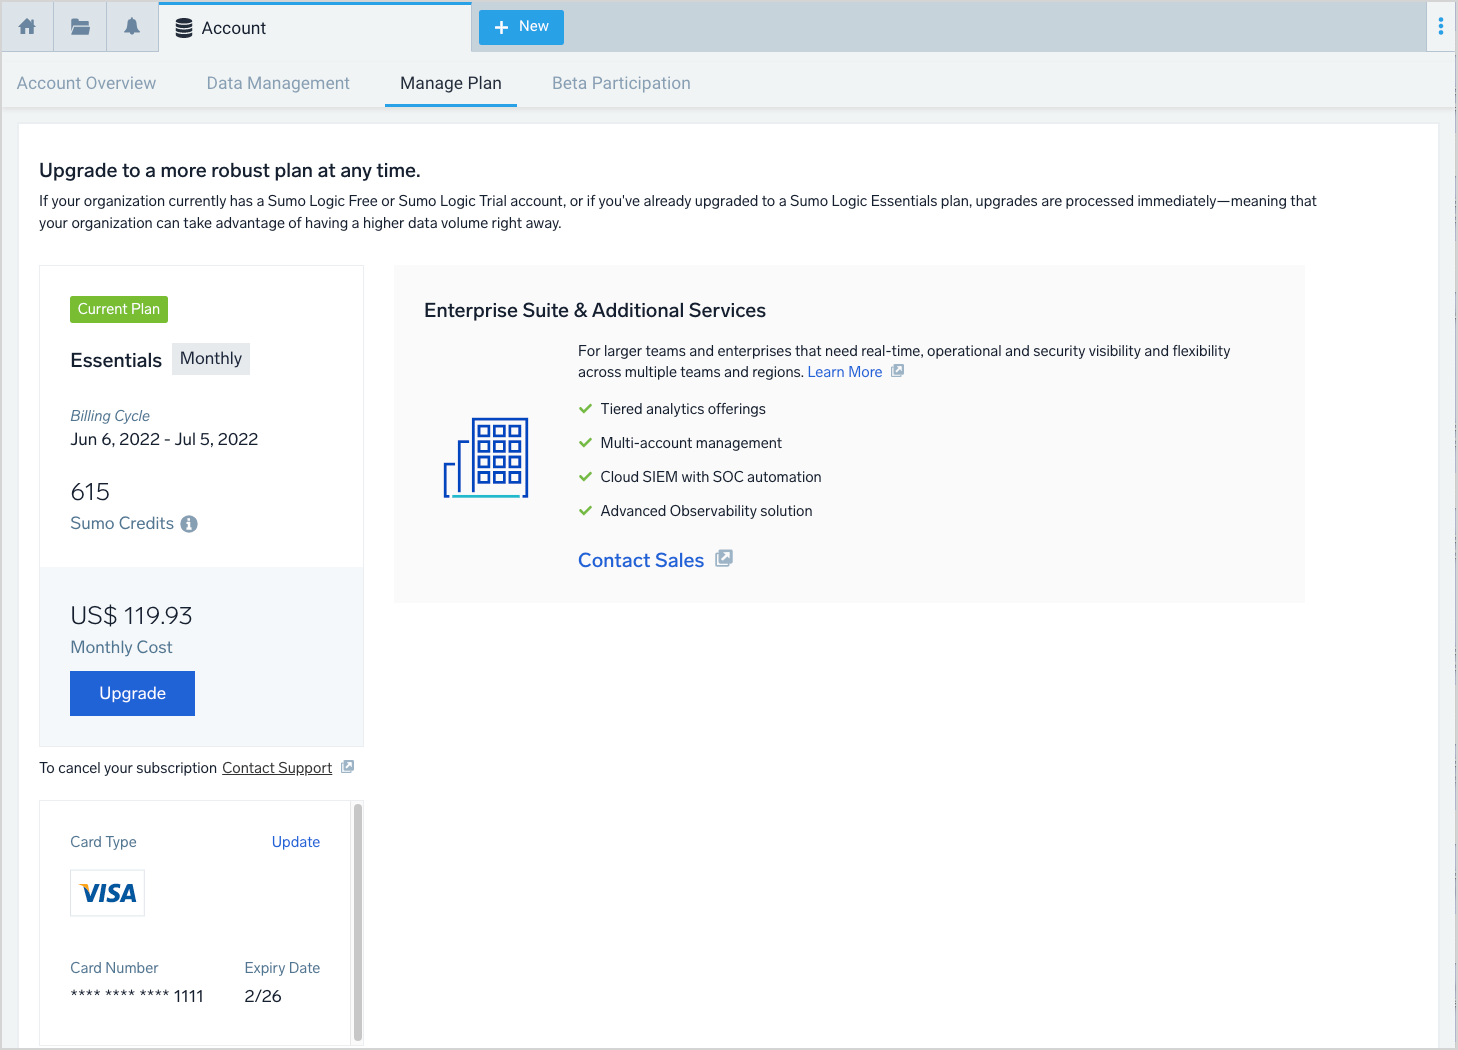 Account
New
Account Overview
Data Management
Manage Plan
Beta Participation
Upgrade to a more robust plan at any time.
If your organization currently has a Sumo Logic Free or Sumo Logic Trial account, or if you've already upgraded to a Sumo Logic Essentials plan, upgrades are processed immediately—meaning that
your organization can take advantage of having a higher data volume right away.
Current Plan
Essentials Monthly
Billing Cycle
Jun 6, 2022 - Jul 5, 2022
615
Sumo Credits
US$ 119.93
Monthly Cost
Upgrade
To cancel your subscription Contact Support
Card Type
Update
VISA
Card Number
Expiry Date
**** **** **** 1111
2/26
Enterprise Suite & Additional Services
For larger teams and enterprises that need real-time, operational and security visibility and flexibility
across multiple teams and regions. Learn More
Tiered analytics offerings
Multi-account management
Cloud SIEM with SOC automation
Advanced Observability solution
Contact Sales